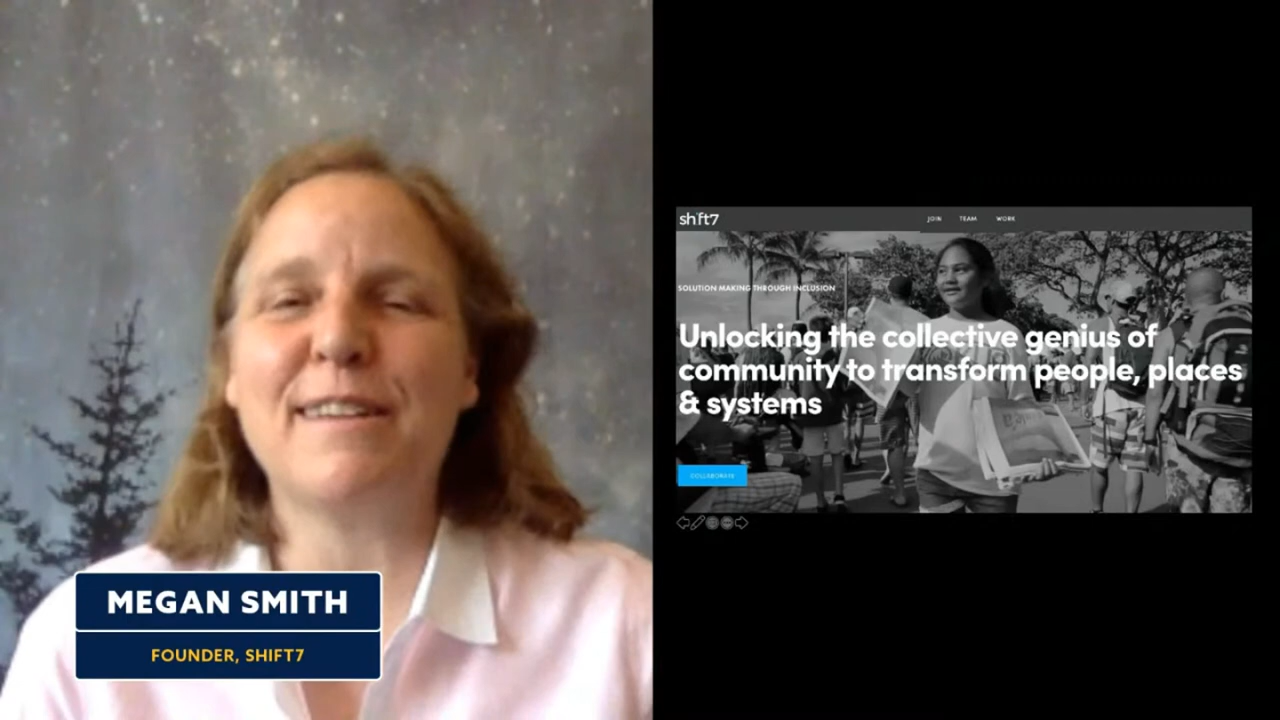 MEGAN SMITH
FOUNDER, SHIFT7
shift7
JOIN TEAM WORK
SOLUTION MAKING THROUGH INCLUSION
Unlocking the collective genius of
community to transform people, places
& systems
COLLABORATE